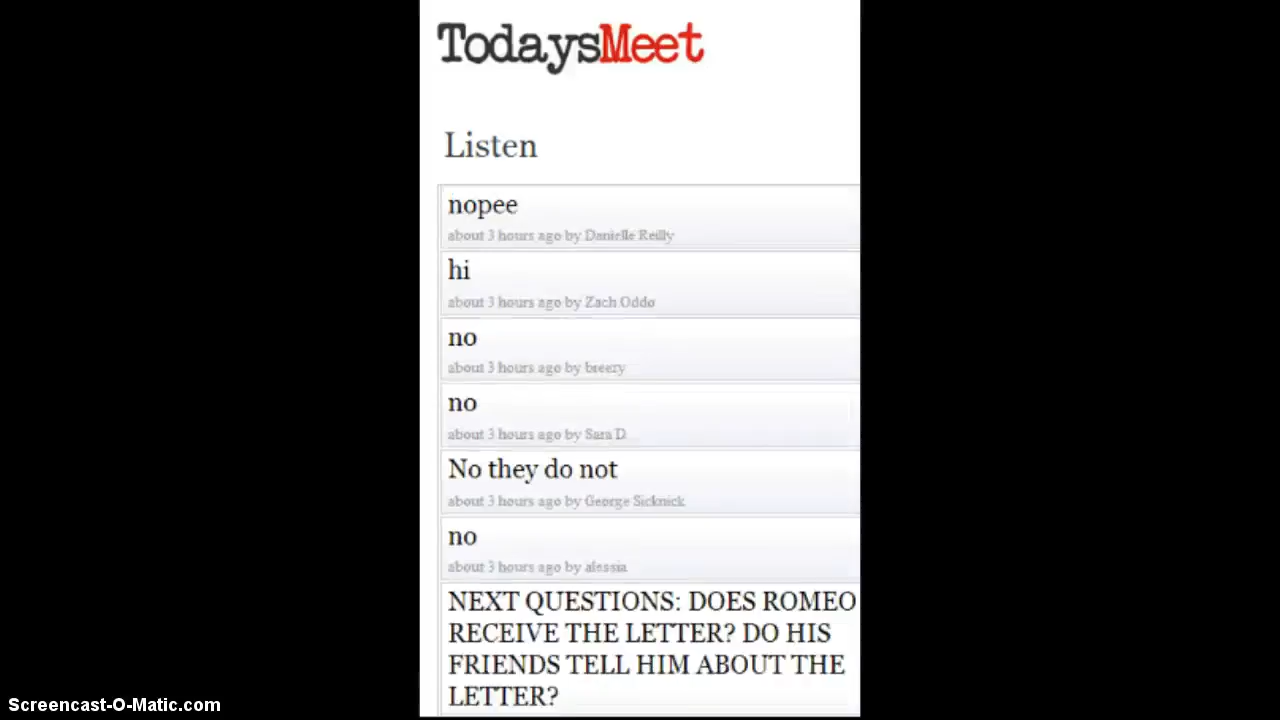 TodaysMeet
Listen
nopee
about 3 hours ago by Danielle Reilly
hi
about 3 hours ago by Zach Oddo
no
about 3 hours ago by breezy
no
about 3 hours ago by Sara D
No they do not
about 3 hours ago by George Sicknick
no
about 3 hours ago by alessia
NEXT QUESTIONS: DOES ROMEO
RECEIVE THE LETTER? DO HIS
FRIENDS TELL HIM ABOUT THE
LETTER?
Screencast-O-Matic.com